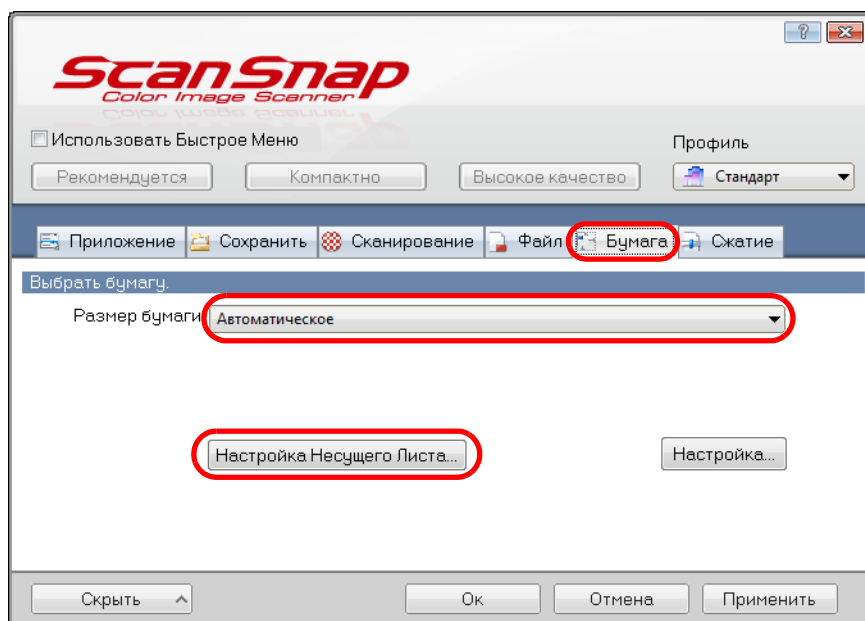 ScanSnap
Color Image Scanner
Использовать Быстрое Меню
Профиль
Рекомендуется Компактно Высокое качество Стандарт
Приложение Сохранить Сканирование Файл Бумага Сжатие
Выбрать бумагу.
Размер бумаги Автоматическое
Настройка Несущего Листа... Настройка...
Скрыть Ок Отмена Применить